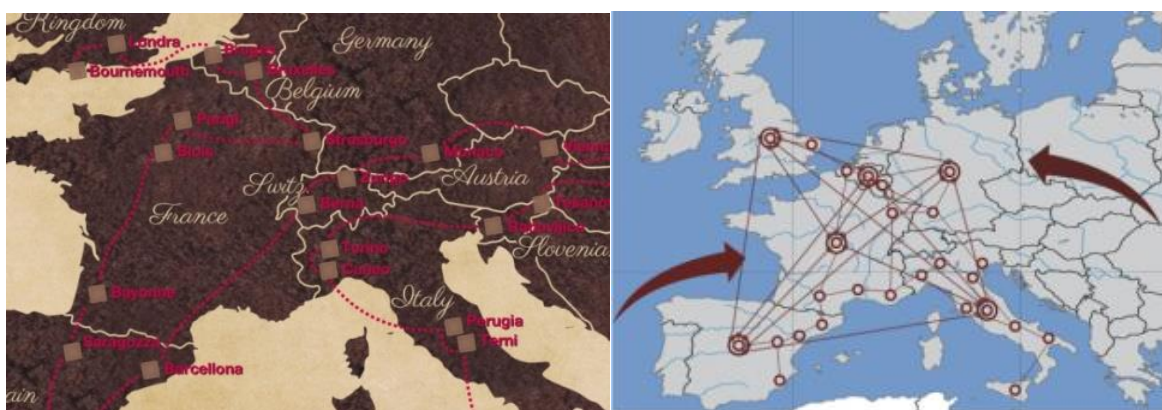 Kingdom
Londra
Germany
Bournemouth
Bruxelles
Belgium
Parigi
Blois
Strasburgo
Monaco
Zurigo
Austria
Switz.
Berna
France
Slovenia
Torino
Cuneo
Bayonne
Italy
Perugia
Terni
Saragozza
Barcellona
ain